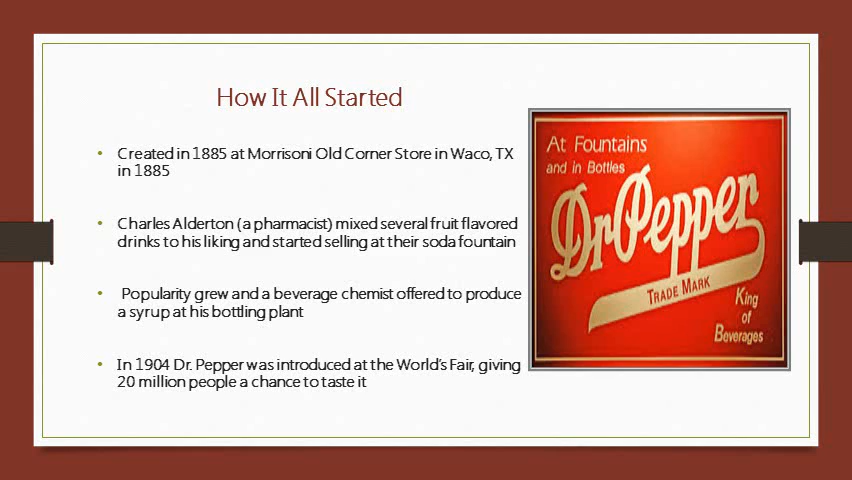 How It All Started
• Created in 1885 at Morrisoni Old Corner Store in Waco, TX
in 1885
• Charles Alderton (a pharmacist) mixed several fruit flavored
drinks to his liking and started selling at their soda fountain
• Popularity grew and a beverage chemist offered to produce
a syrup at his bottling plant
• In 1904 Dr. Pepper was introduced at the World's Fair, giving
20 million people a chance to taste it
At Fountains
and in Bottles
Dr Pepper
TRADE MARK
King
of
Beverages